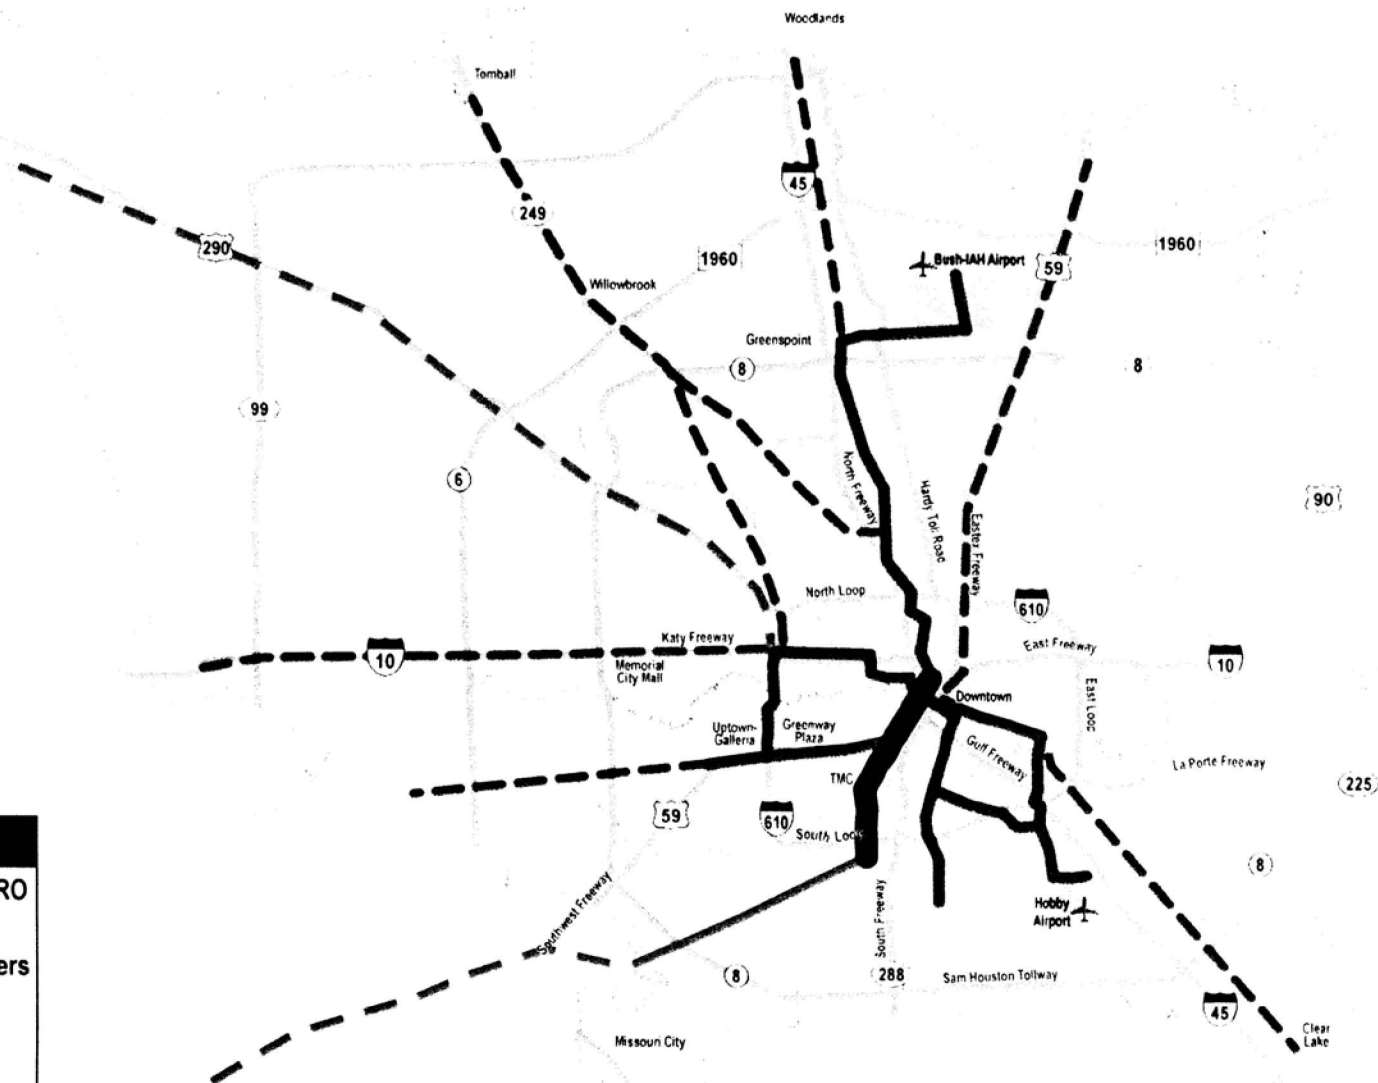 Woodlands
Tomball
45
249
290
1960
1960
Bush-IAH Airport
59
Willowbrook
Greenspoint
8
8
99
6
North Freeway
Hardy Toll Road
Eastex Freeway
90
North Loop
610
Katy Freeway
East Freeway
10
10
Memorial
City Mall
East Loop
Downtown
Uptown-
Galleria
Greenway
Plaza
Gulf Freeway
La Porte Freeway
TMC
225
59
610
South Loop
8
RO
Southwest Freeway
South Freeway
Hobby
Airport
ers
8
288
Sam Houston Tollway
45
Missouri City
Clear
Lake